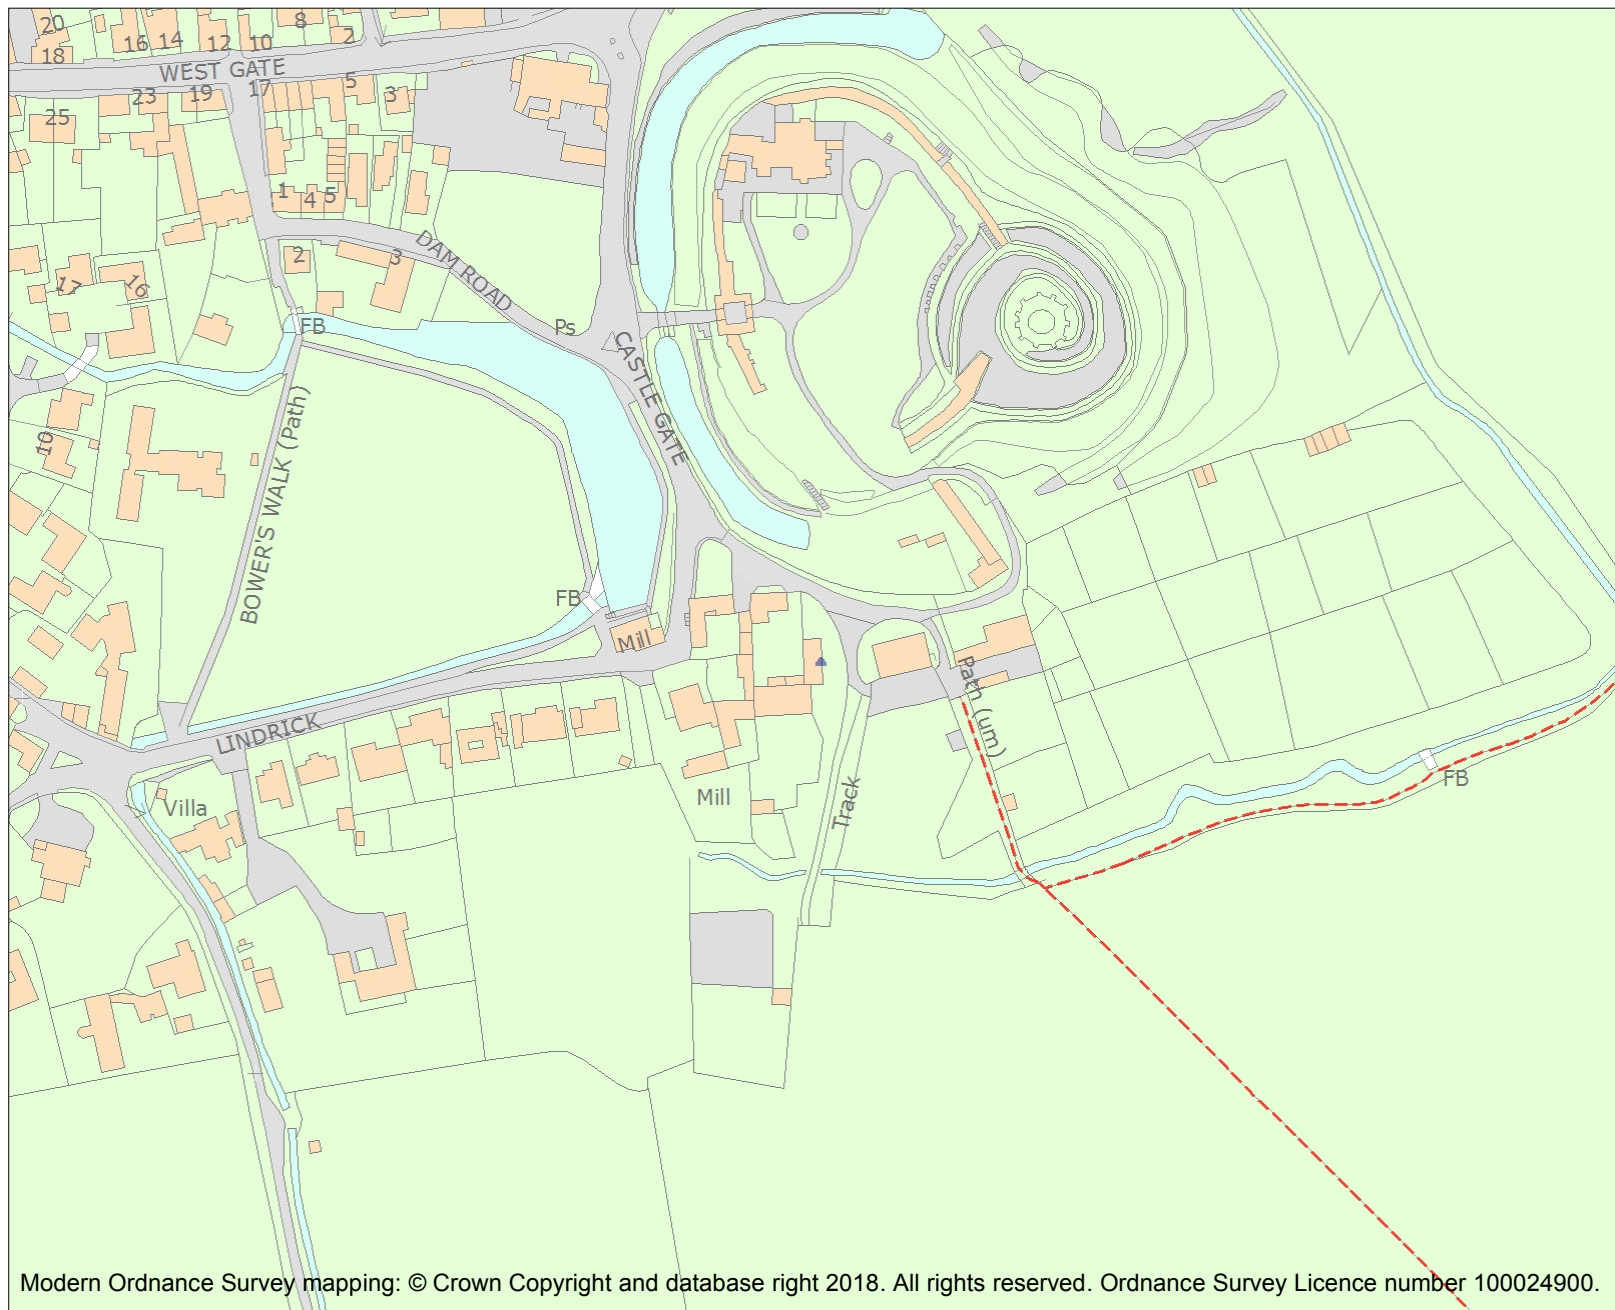 20
18
16
14
12
10
8
2
WEST GATE
25
23
19
17
5
3
1
4
5
2
3
DAM ROAD
17
16
FB
Ps
CASTLE GATE
10
BOWER'S WALK (Path)
FB
Mill
Path (um)
LINDRICK
Villa
Mill
Track
FB
Modern Ordnance Survey mapping: © Crown Copyright and database right 2018. All rights reserved. Ordnance Survey Licence number 100024900.